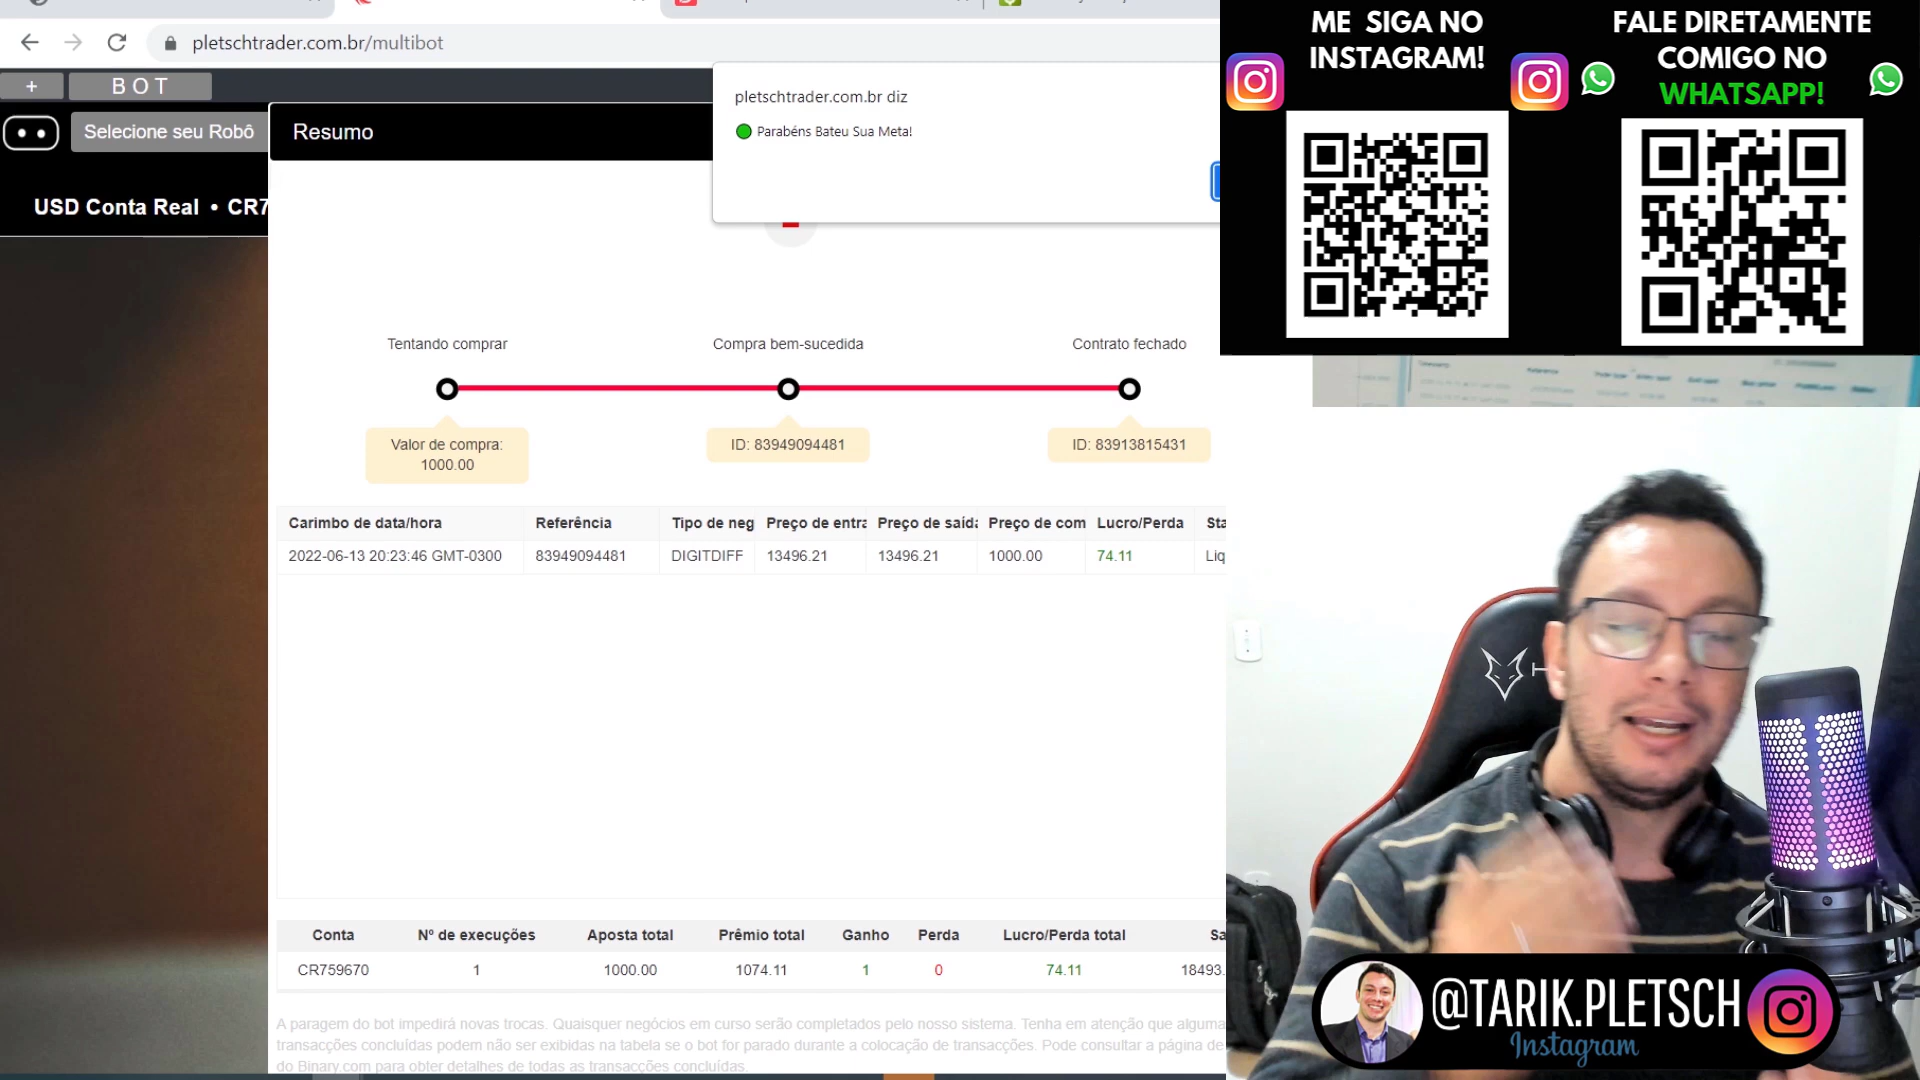 pletschtrader.com.br/multibot
+ BOT
Selecione seu Robô
USD Conta Real • CR7
Resumo
pletschtrader.com.br diz
Parabéns Bateu Sua Meta!
Tentando comprar
Compra bem-sucedida
Contrato fechado
Valor de compra:
1000.00
ID: 83949094481
ID: 83913815431
Carimbo de data/hora Referência Tipo de neg Preço de entra Preço de saída Preço de com Lucro/Perda Sta
2022-06-13 20:23:46 GMT-0300 83949094481 DIGITDIFF 13496.21 13496.21 1000.00 74.11 Liq
Conta Nº de execuções Aposta total Prêmio total Ganho Perda Lucro/Perda total Sa
CR759670 1 1000.00 1074.11 1 0 74.11 18493.
A paragem do bot impedirá novas trocas. Quaisquer negócios em curso serão completados pelo nosso sistema. Tenha em atenção que alguma
transacções concluídas podem não ser exibidas na tabela se o bot for parado durante a colocação de transacções. Pode consultar a página de
do Binary.com para obter detalhes de todas as transacções concluídas.
ME SIGA NO
INSTAGRAM!
FALE DIRETAMENTE
COMIGO NO
WHATSAPP!
@TARIK.PLETSCH
Instagram